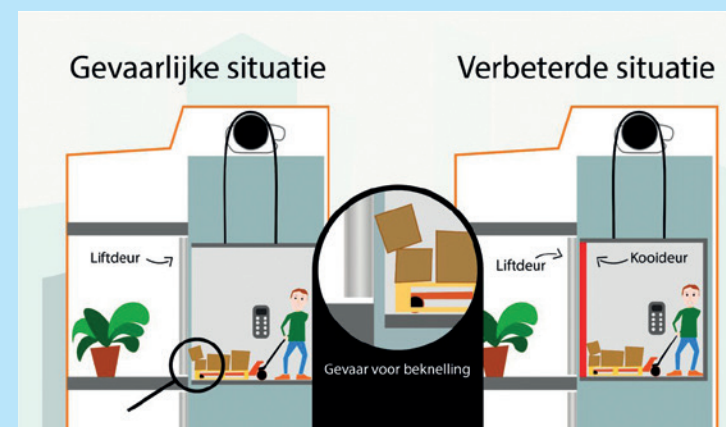 Gevaarlijke situatie
Verbeterde situatie
Liftdeur
Gevaar voor beknelling
Liftdeur
Kooideur